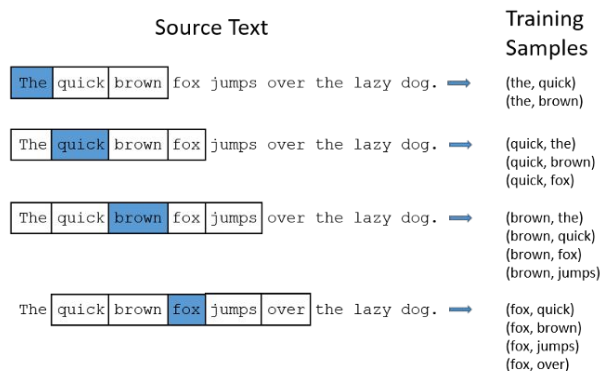 Source Text
Training
Samples
The quick brown fox jumps over the lazy dog.
(the, quick)
(the, brown)
The quick brown fox jumps over the lazy dog.
(quick, the)
(quick, brown)
(quick, fox)
The quick brown fox jumps over the lazy dog.
(brown, the)
(brown, quick)
(brown, fox)
(brown, jumps)
The quick brown fox jumps over the lazy dog.
(fox, quick)
(fox, brown)
(fox, jumps)
(fox, over)